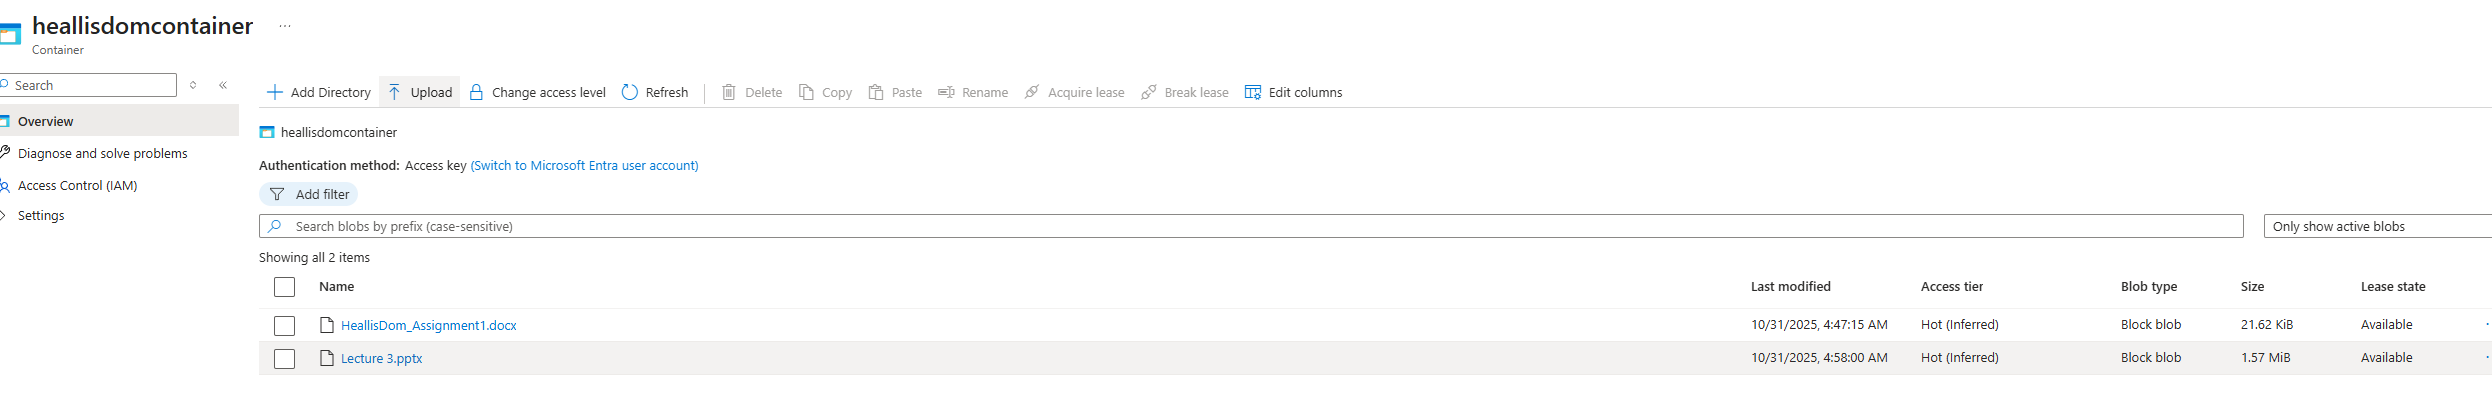 heallisdomcontainer ...
Container
Search
Add Directory Upload Change access level Refresh Delete Copy Paste Rename Acquire lease Break lease Edit columns
Overview
Diagnose and solve problems
Access Control (IAM)
Settings
heallisdomcontainer
Authentication method: Access key (Switch to Microsoft Entra user account)
Add filter
Search blobs by prefix (case-sensitive) Only show active blobs
Showing all 2 items
Name Last modified Access tier Blob type Size Lease state
HeallisDom_Assignment1.docx 10/31/2025, 4:47:15 AM Hot (Inferred) Block blob 21.62 KiB Available
Lecture 3.pptx 10/31/2025, 4:58:00 AM Hot (Inferred) Block blob 1.57 MiB Available